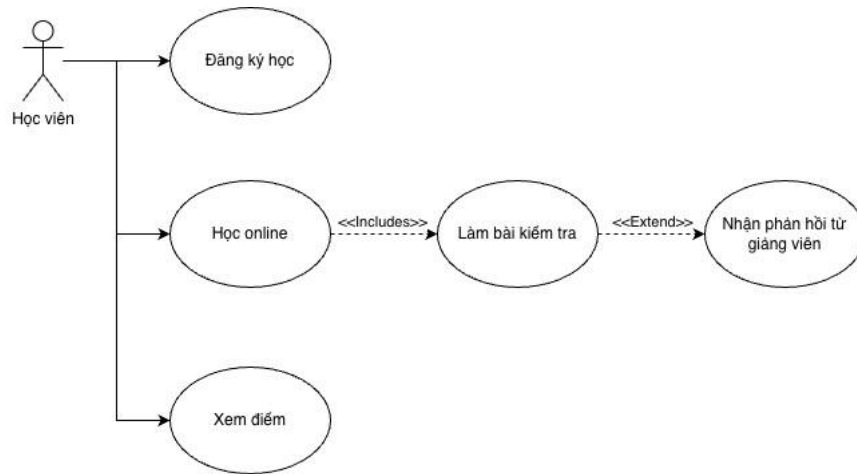 Đăng ký học
Học viên
Học online
<<Includes>>
Làm bài kiểm tra
<<Extend>>
Nhận phản hồi từ
giảng viên
Xem điểm